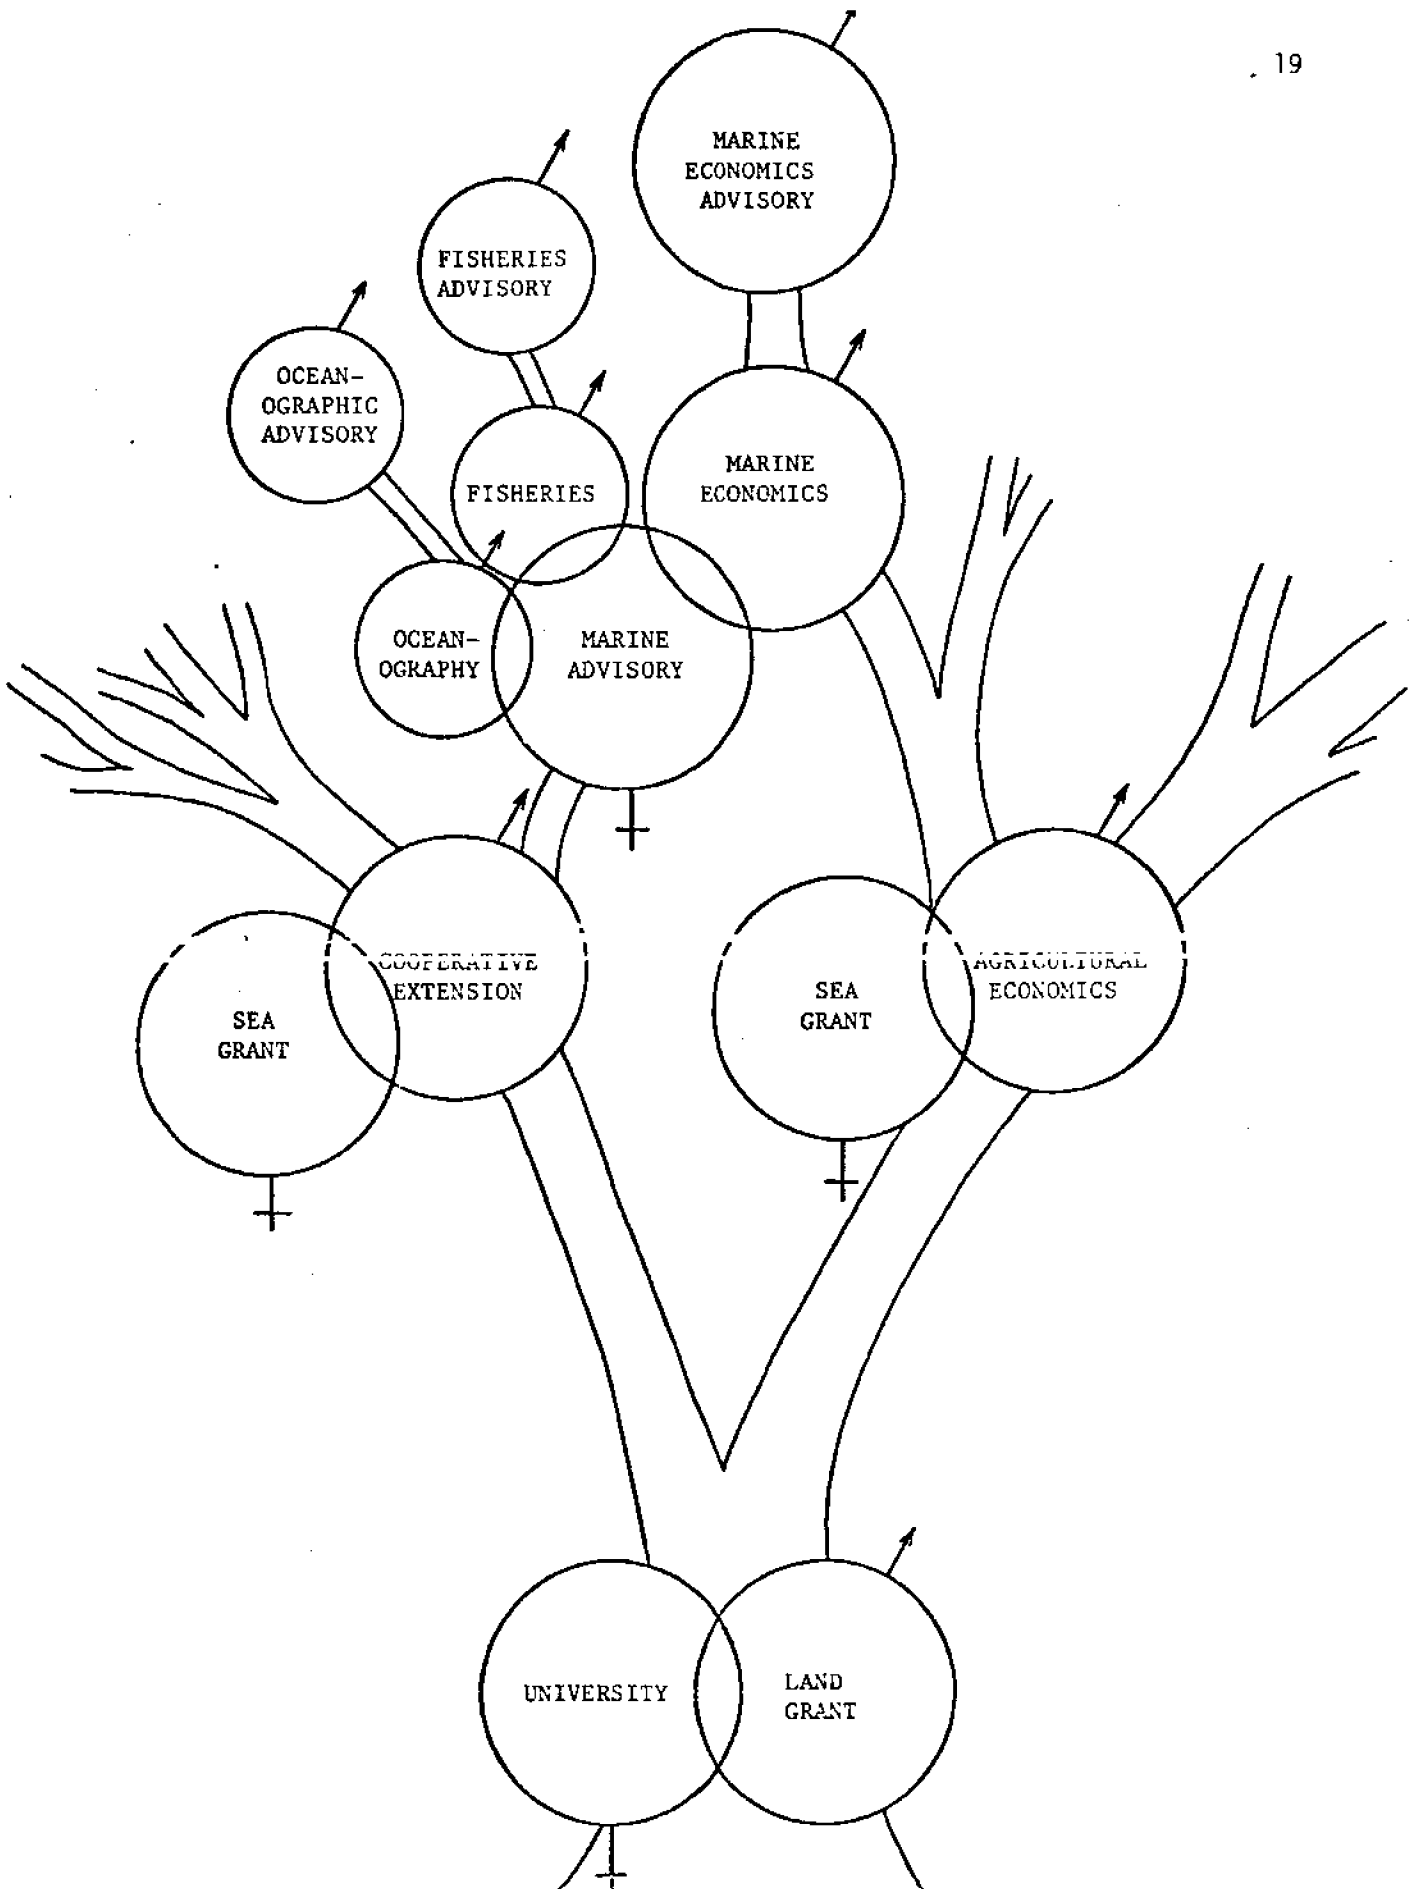 19
MARINE
ECONOMICS
ADVISORY
FISHERIES
ADVISORY
OCEAN-
OGRAPHIC
ADVISORY
MARINE
ECONOMICS
FISHERIES
OCEAN-
OGRAPHY
MARINE
ADVISORY
COOPERATIVE
EXTENSION
SEA
GRANT
SEA
GRANT
AGRICULTURAL
ECONOMICS
UNIVERSITY
LAND
GRANT